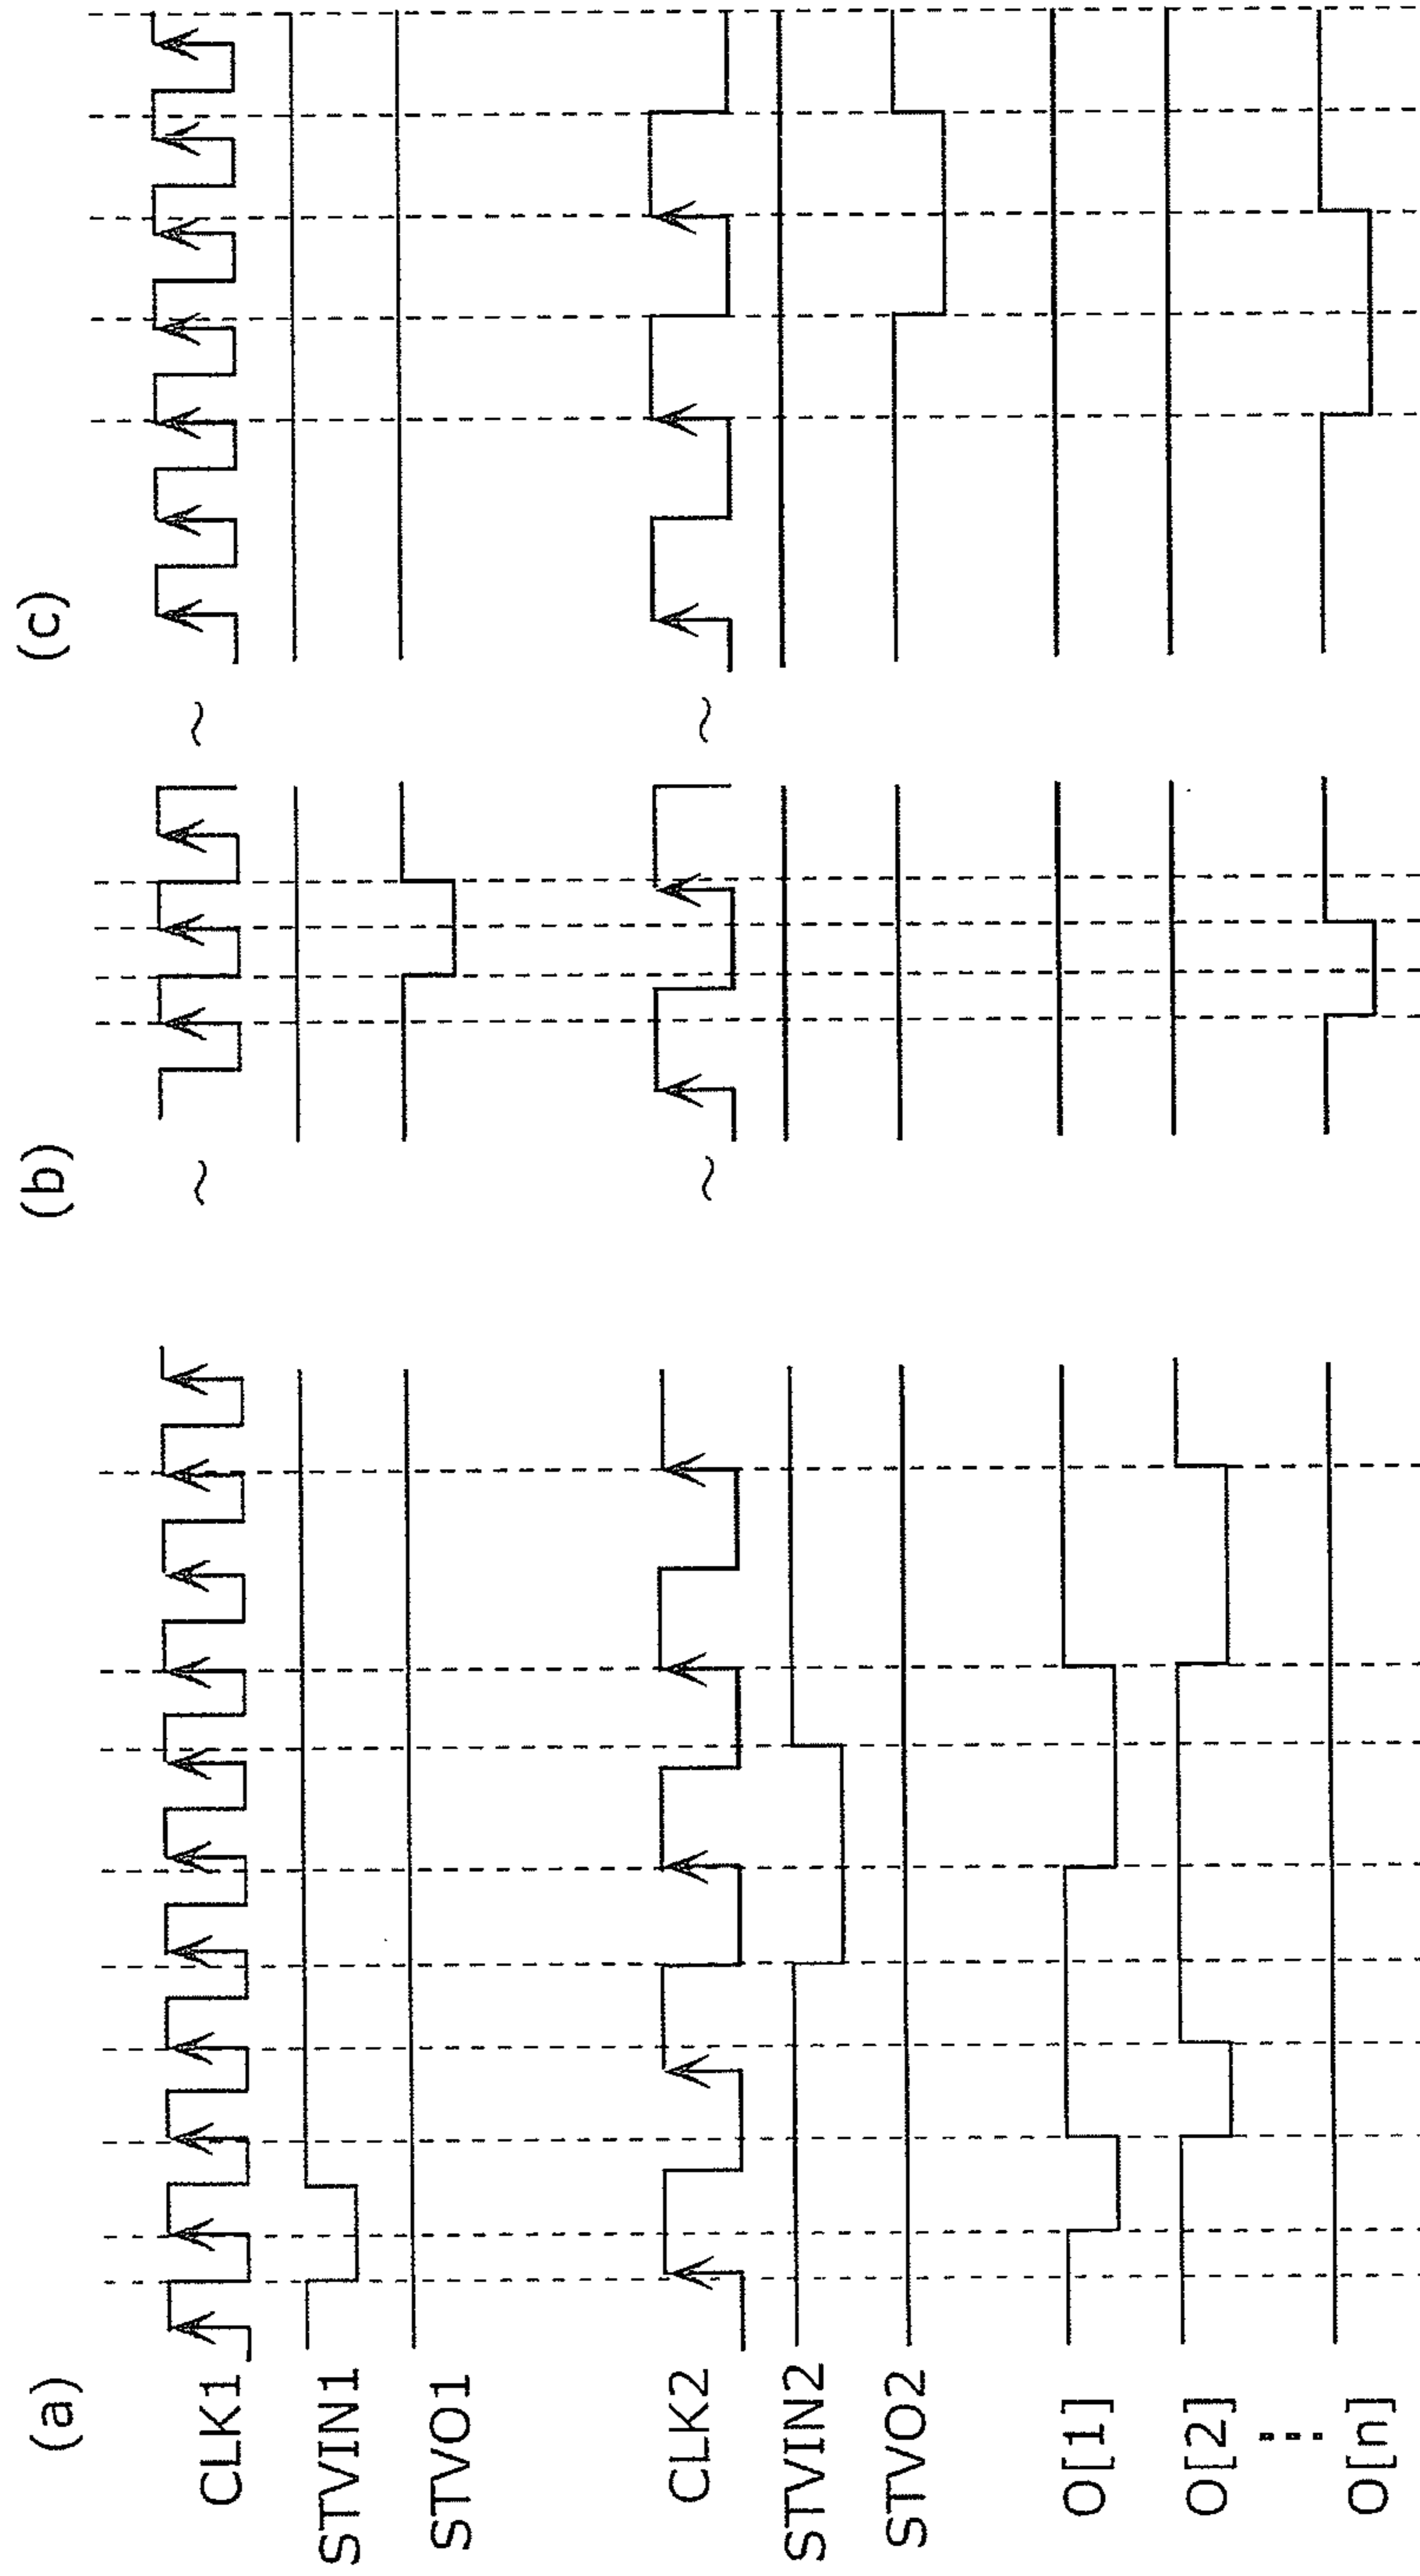 (a)
(b)
(c)
CLK1
STVIN1
STVO1
~
~
CLK2
STVIN2
STVO2
~
~
O[1]
O[2]
⋮
O[n]